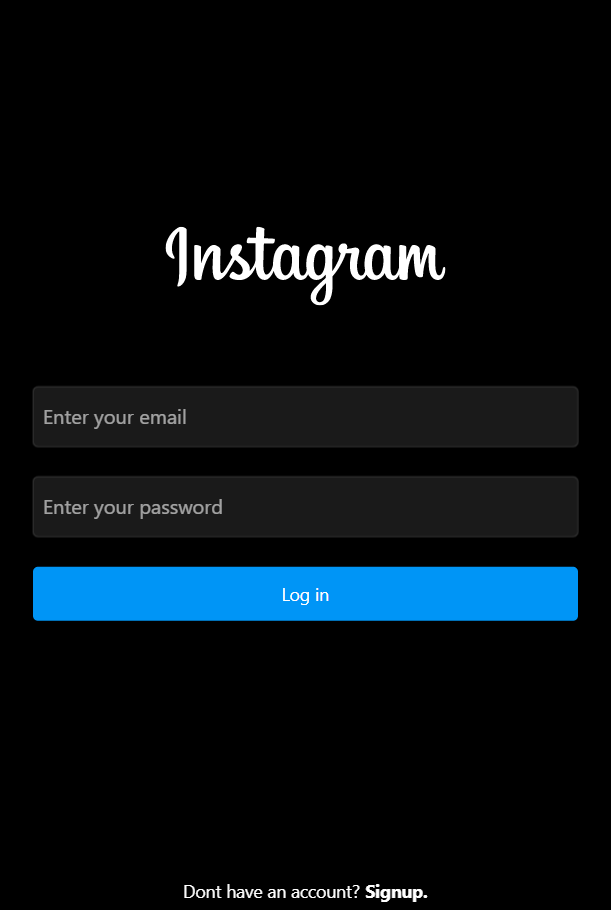 Instagram
Enter your email
Enter your password
Log in
Dont have an account? Signup.